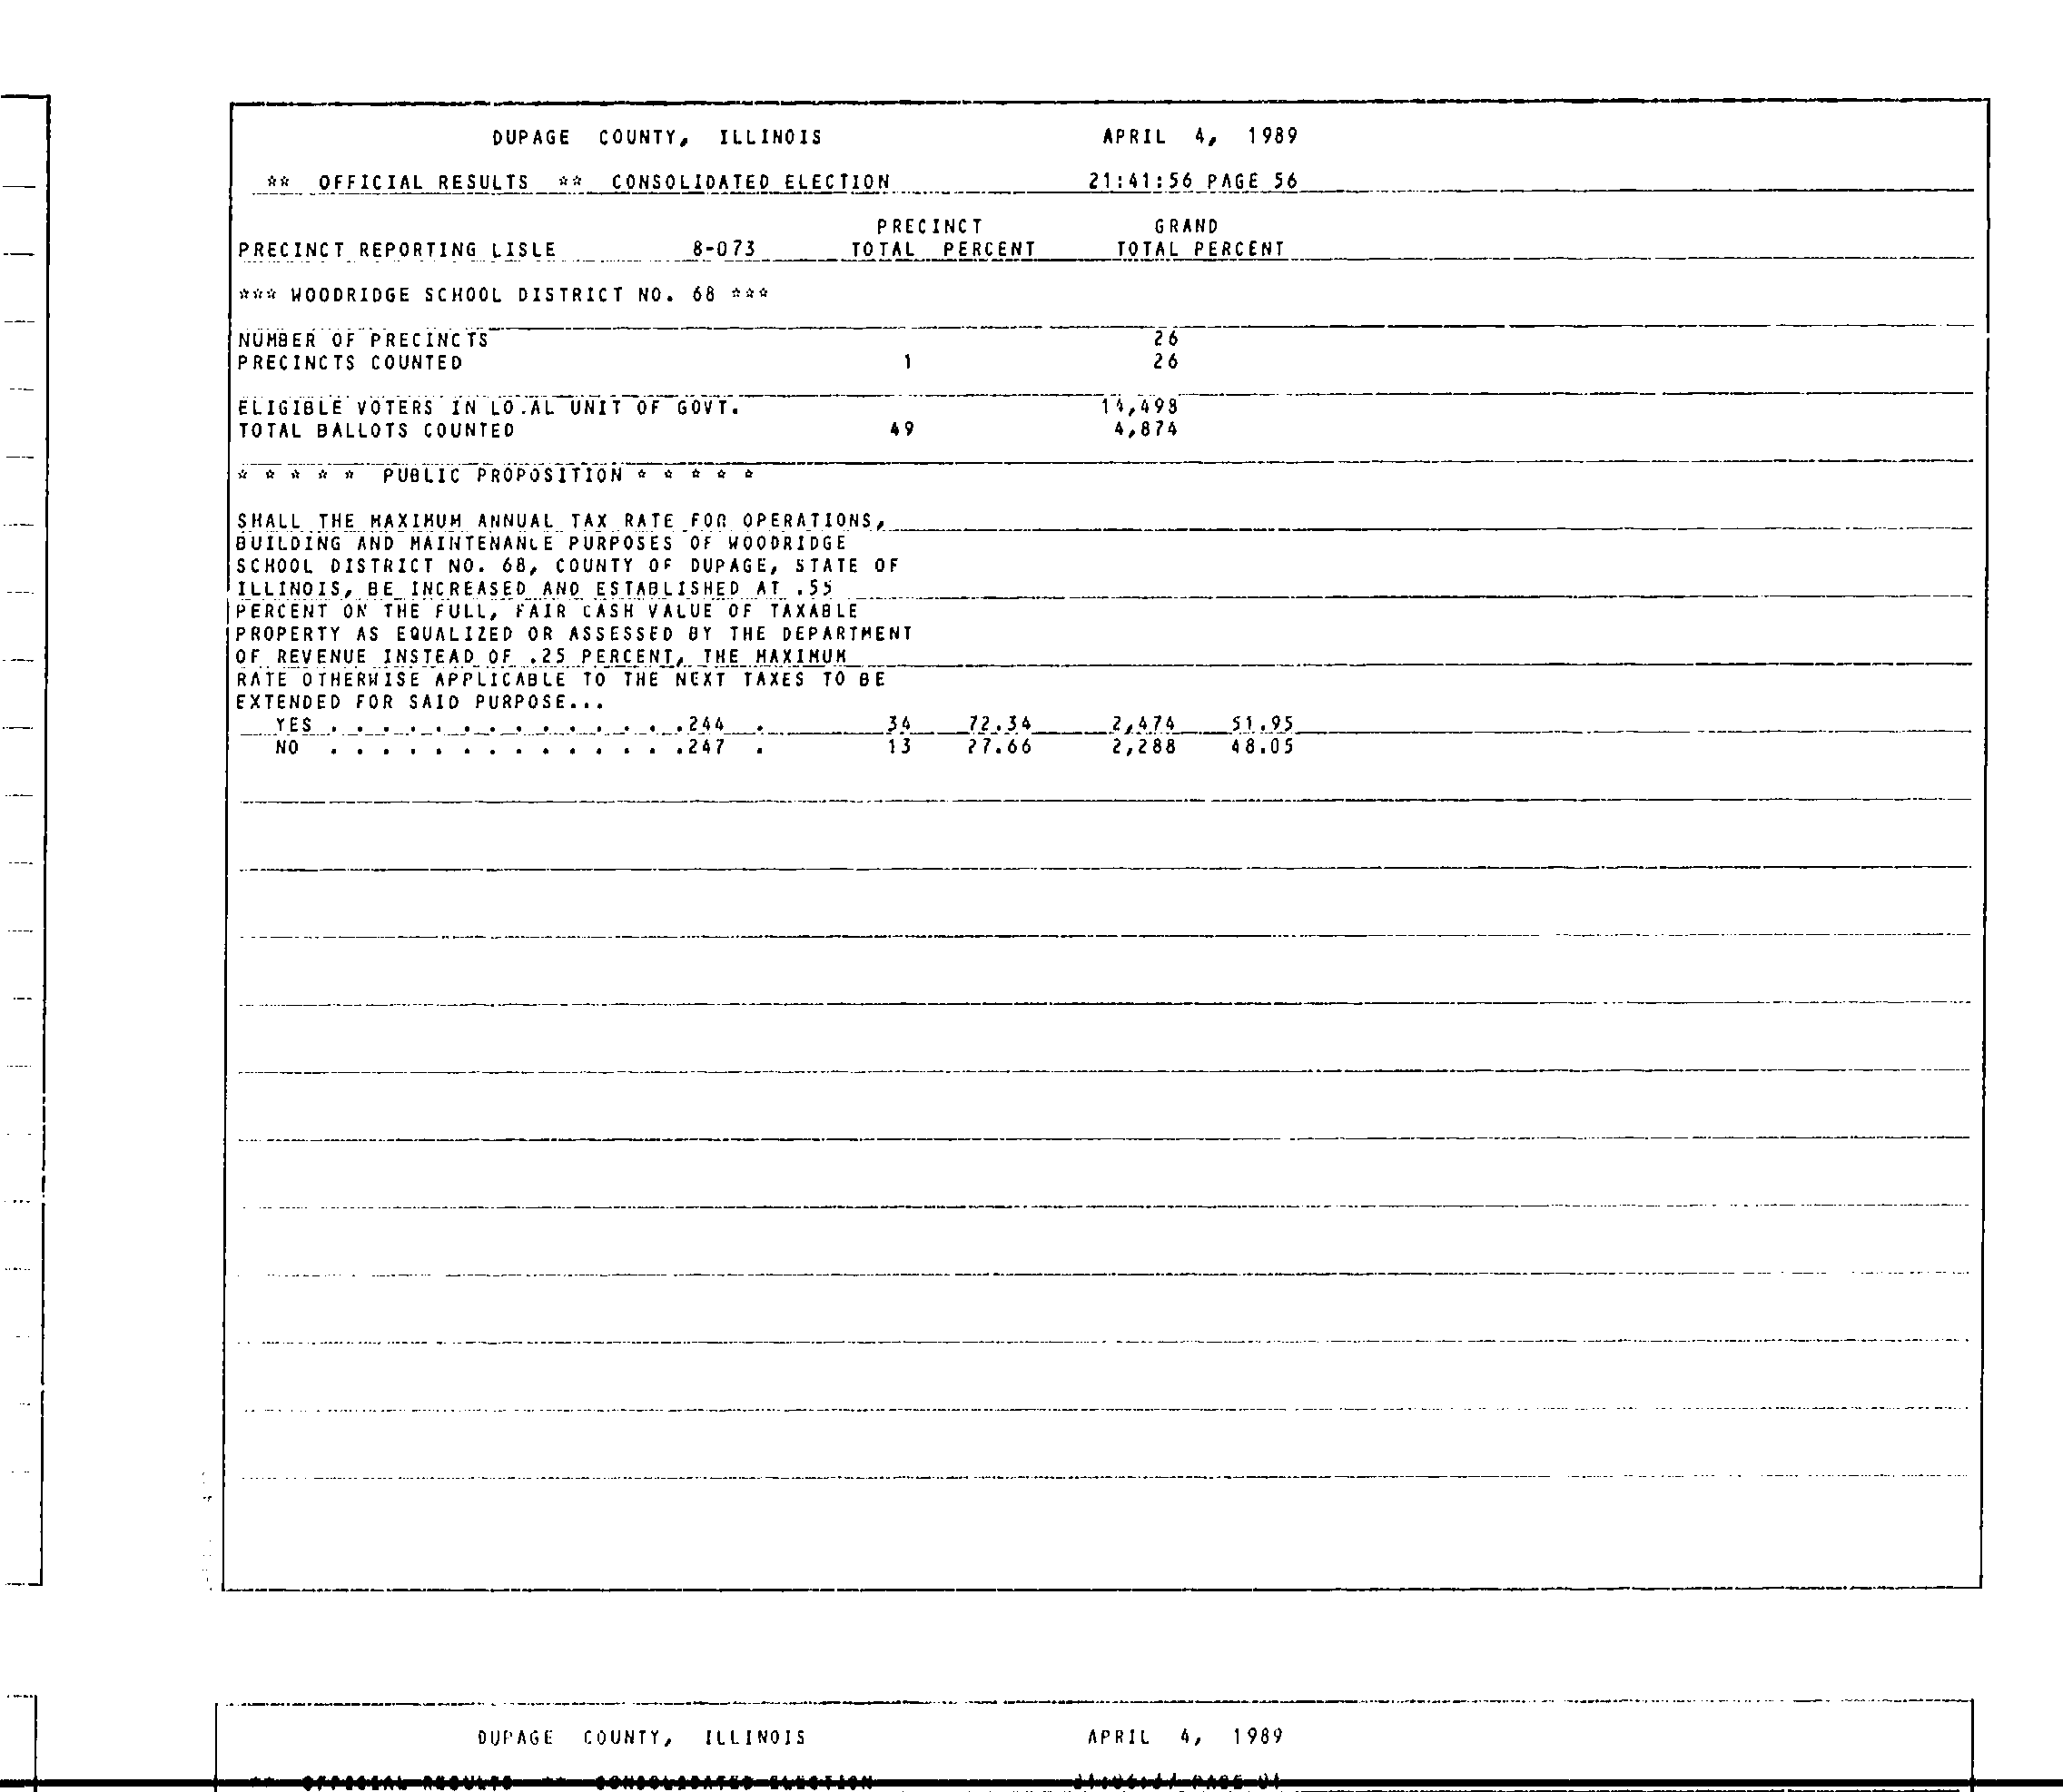 DUPAGE COUNTY, ILLINOIS APRIL 4, 1989
** OFFICIAL RESULTS ** CONSOLIDATED ELECTION 21:41:56 PAGE 56
PRECINCT GRAND
PRECINCT REPORTING LISLE 8-073 TOTAL PERCENT TOTAL PERCENT
*** WOODRIDGE SCHOOL DISTRICT NO. 68 ***
NUMBER OF PRECINCTS 26
PRECINCTS COUNTED 1 26
ELIGIBLE VOTERS IN LO.AL UNIT OF GOVT. 14,498
TOTAL BALLOTS COUNTED 49 4,874
* * * * * PUBLIC PROPOSITION * * * * *
SHALL THE MAXIMUM ANNUAL TAX RATE FOR OPERATIONS,
BUILDING AND MAINTENANCE PURPOSES OF WOODRIDGE
SCHOOL DISTRICT NO. 68, COUNTY OF DUPAGE, STATE OF
ILLINOIS, BE INCREASED AND ESTABLISHED AT .55
PERCENT ON THE FULL, FAIR CASH VALUE OF TAXABLE
PROPERTY AS EQUALIZED OR ASSESSED BY THE DEPARTMENT
OF REVENUE INSTEAD OF .25 PERCENT, THE MAXIMUM
RATE OTHERWISE APPLICABLE TO THE NEXT TAXES TO BE
EXTENDED FOR SAID PURPOSE...
YES . . . . . . . . . . . . . .244 . 34 72.34 2,474 51.95
NO . . . . . . . . . . . . . .247 . 13 27.66 2,288 48.05
DUPAGE COUNTY, ILLINOIS APRIL 4, 1989
** OFFICIAL RESULTS ** CONSOLIDATED ELECTION